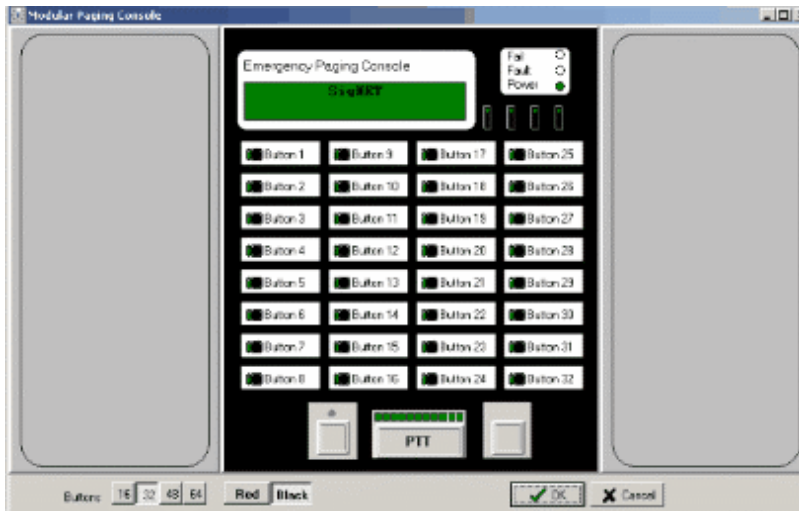 Modular Paging Console
Emergency Paging Console
SigNET
Fail
Fault
Power
Button 1 Button 9 Button 17 Button 25
Button 2 Button 10 Button 18 Button 26
Button 3 Button 11 Button 19 Button 27
Button 4 Button 12 Button 20 Button 28
Button 5 Button 13 Button 21 Button 29
Button 6 Button 14 Button 22 Button 30
Button 7 Button 15 Button 23 Button 31
Button 8 Button 16 Button 24 Button 32
PTT
Buttons 16 32 48 64 Red Black OK Cancel